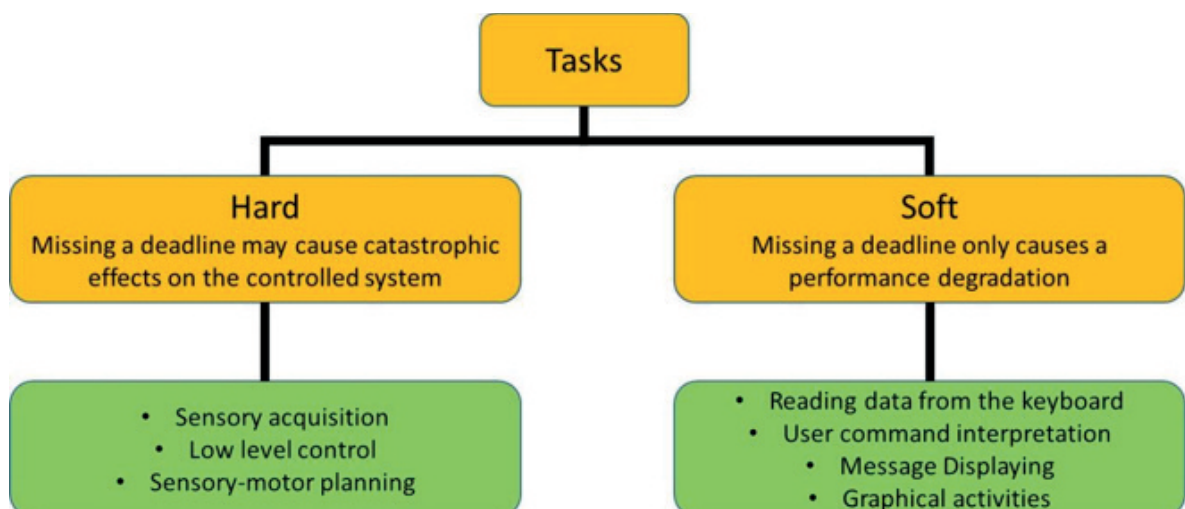 Tasks
Hard
Missing a deadline may cause catastrophic
effects on the controlled system
Soft
Missing a deadline only causes a
performance degradation
• Sensory acquisition
• Low level control
• Sensory-motor planning
• Reading data from the keyboard
• User command interpretation
• Message Displaying
• Graphical activities